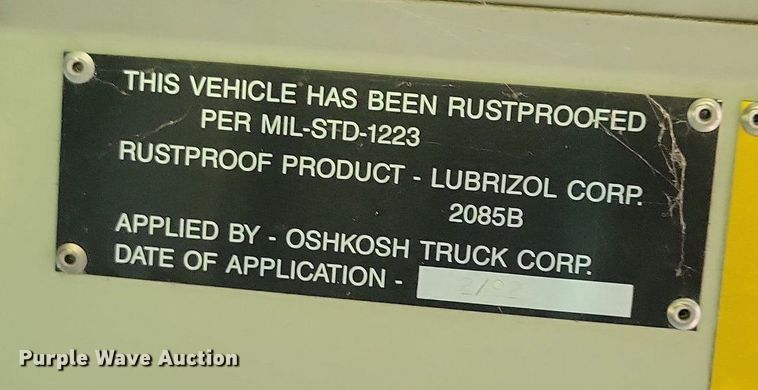 THIS VEHICLE HAS BEEN RUSTPROOFED
PER MIL-STD-1223
RUSTPROOF PRODUCT - LUBRIZOL CORP.
2085B
APPLIED BY - OSHKOSH TRUCK CORP.
DATE OF APPLICATION -
Purple Wave Auction